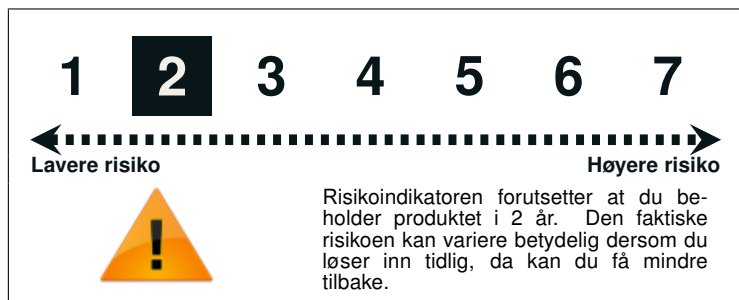 1 2 3 4 5 6 7
Lavere risiko Høyere risiko
!
Risikoindikatoren forutsetter at du be-
holder produktet i 2 år. Den faktiske
risikoen kan variere betydelig dersom du
løser inn tidlig, da kan du få mindre
tilbake.